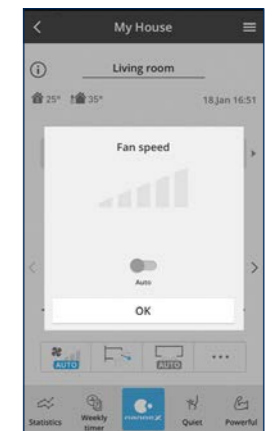 My House
Living room
25° 35° 18.Jan 16:51
Fan speed
Auto
OK
AUTO AUTO
Statistics Weekly timer nanoeX Quiet Powerful